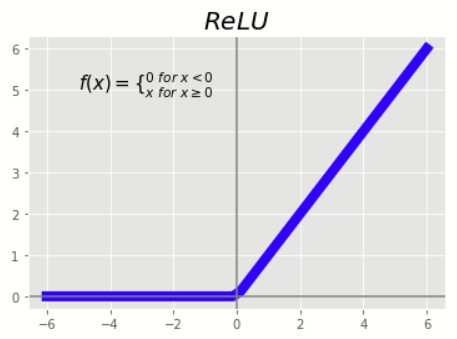 ReLU
f(x) = {0 for x < 0
x for x ≥ 0
6
5
4
3
2
1
0
−6 −4 −2 0 2 4 6